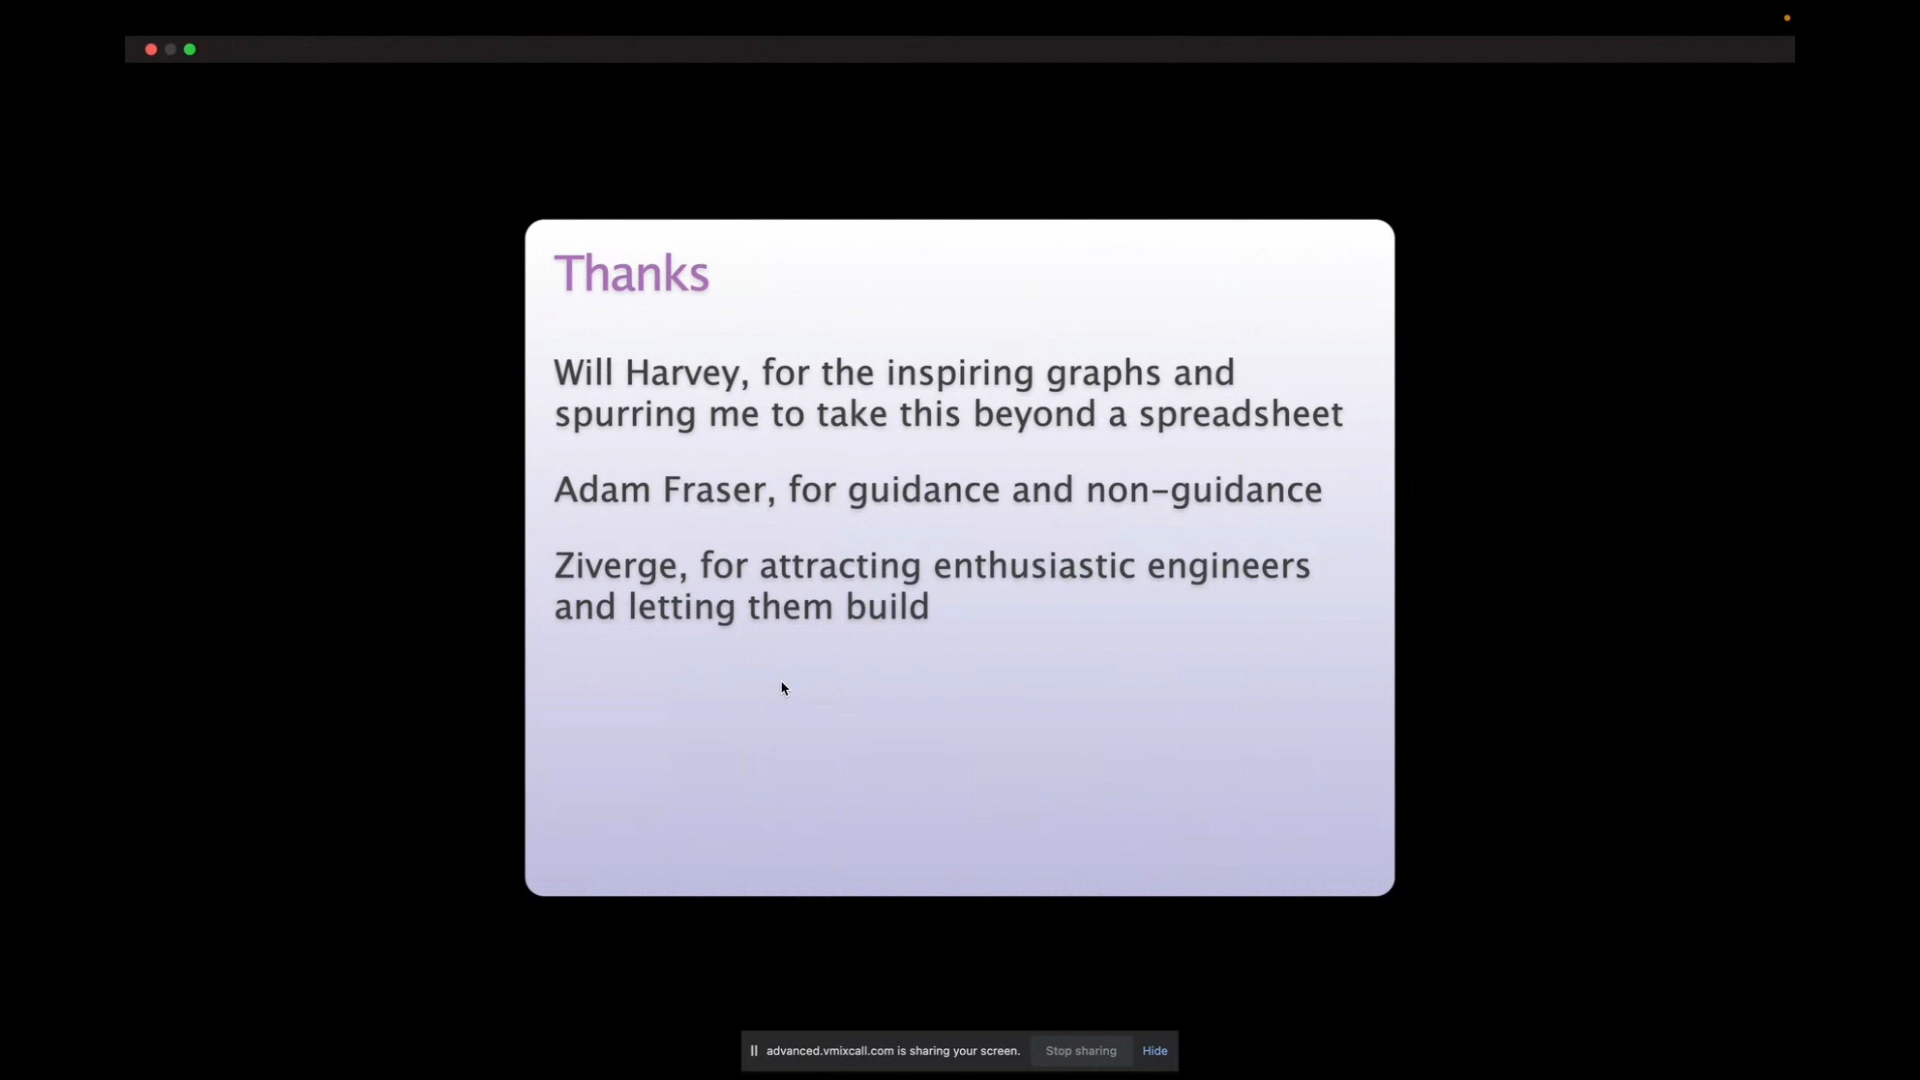 Thanks
Will Harvey, for the inspiring graphs and
spurring me to take this beyond a spreadsheet
Adam Fraser, for guidance and non-guidance
Ziverge, for attracting enthusiastic engineers
and letting them build
advanced.vmixcall.com is sharing your screen. Stop sharing Hide